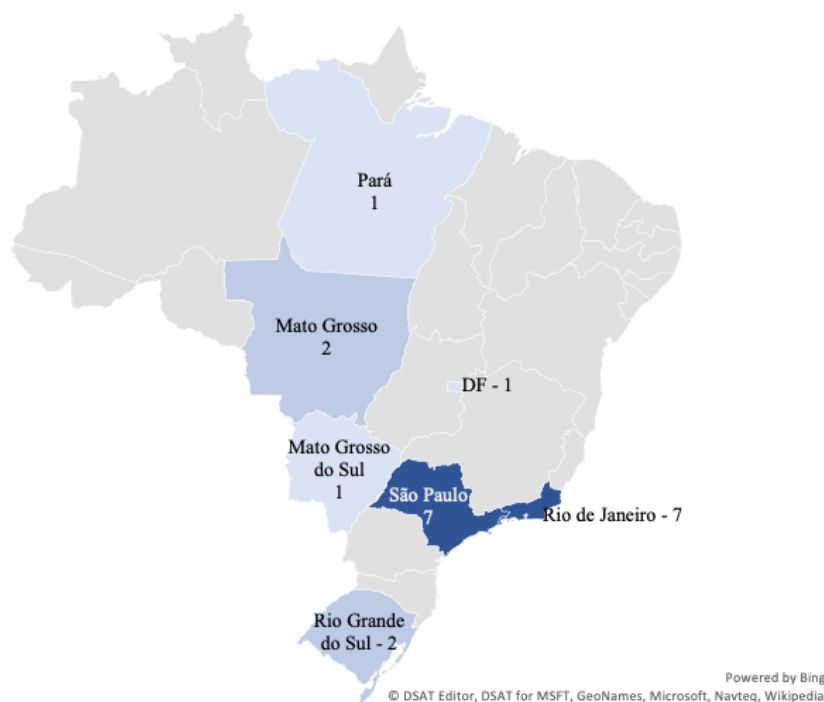 Pará
1
Mato Grosso
2
DF - 1
Mato Grosso
do Sul
1
São Paulo
7
Rio de Janeiro - 7
Rio Grande
do Sul - 2
Powered by Bing
© DSAT Editor, DSAT for MSFT, GeoNames, Microsoft, Navteq, Wikipedia